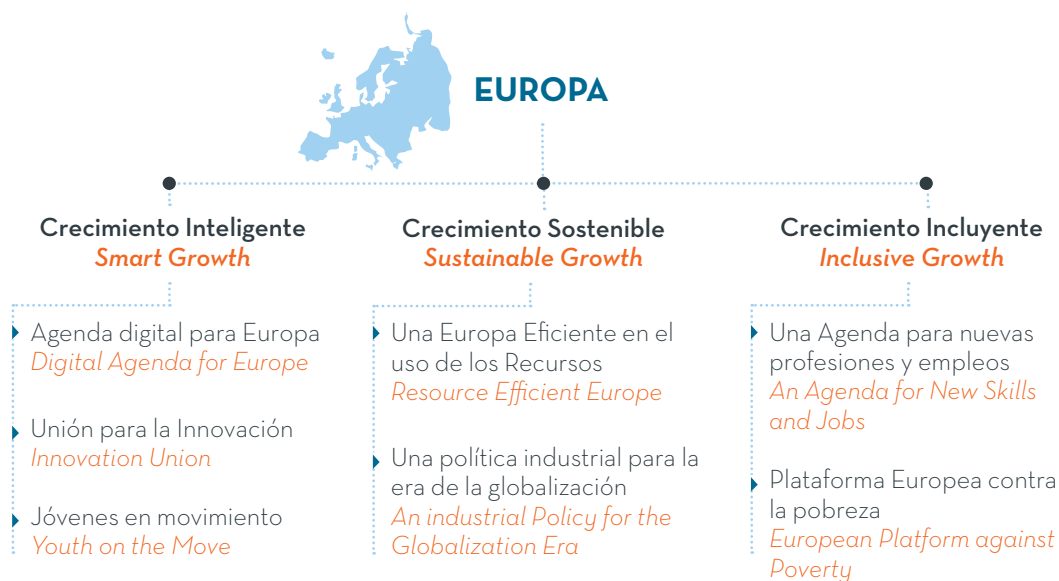 EUROPA
Crecimiento Inteligente
Smart Growth
Agenda digital para Europa
Digital Agenda for Europe
Unión para la Innovación
Innovation Union
Jóvenes en movimiento
Youth on the Move
Crecimiento Sostenible
Sustainable Growth
Una Europa Eficiente en el
uso de los Recursos
Resource Efficient Europe
Una política industrial para la
era de la globalización
An industrial Policy for the
Globalization Era
Crecimiento Incluyente
Inclusive Growth
Una Agenda para nuevas
profesiones y empleos
An Agenda for New Skills
and Jobs
Plataforma Europea contra
la pobreza
European Platform against
Poverty